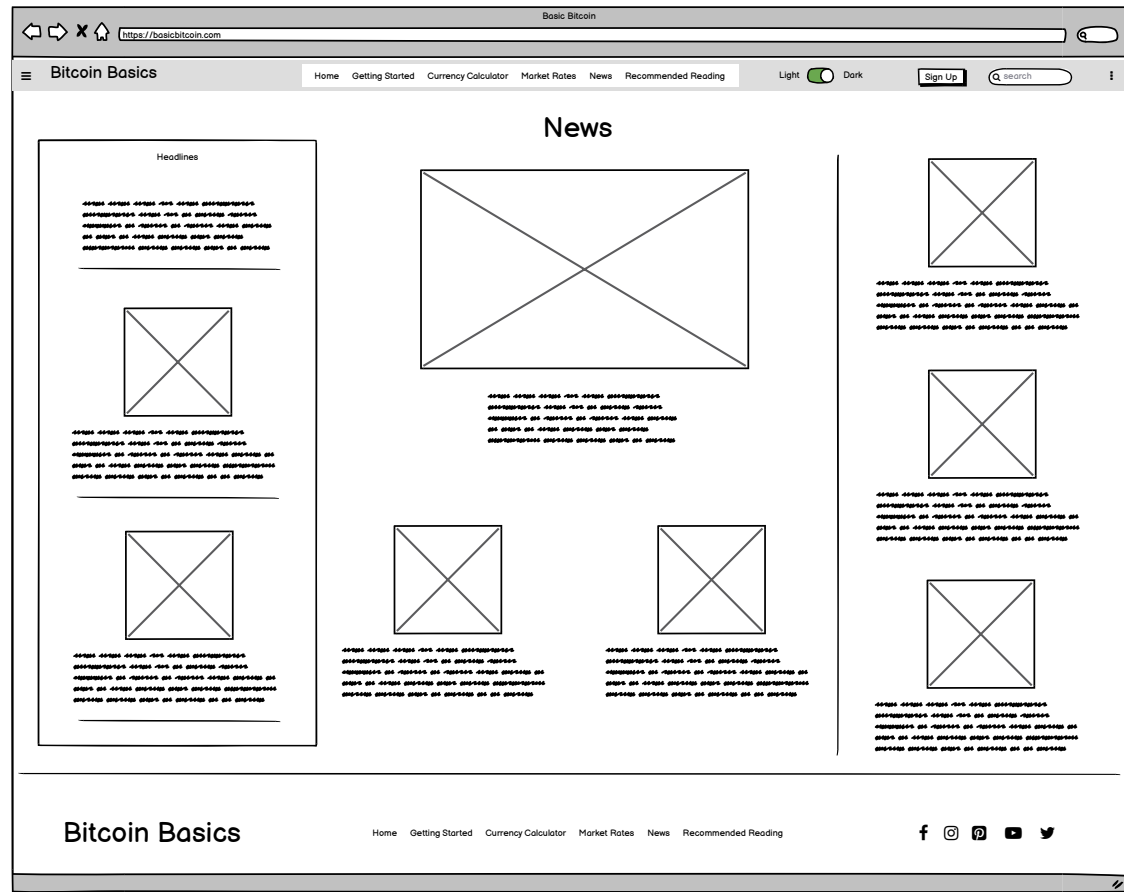 Basic Bitcoin
https://basicbitcoin.com
Bitcoin Basics
Home Getting Started Currency Calculator Market Rates News Recommended Reading
Light Dark
Sign Up
search
News
Headlines
Bitcoin Basics
Home Getting Started Currency Calculator Market Rates News Recommended Reading